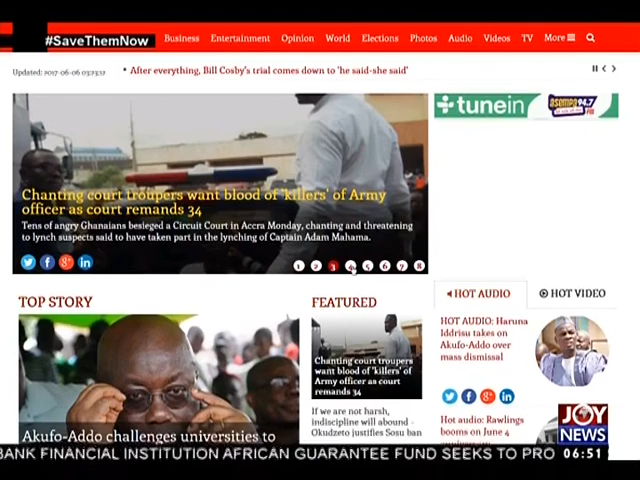 #SaveThemNow
Business Entertainment Opinion World Elections Photos Audio Videos TV More
Updated: 2017-06-06 03:23:12
• After everything, Bill Cosby's trial comes down to 'he said-she said'
tunein
asempa 94.7 FM
Chanting court troupers want blood of 'killers' of Army
officer as court remands 34
Tens of angry Ghanaians besieged a Circuit Court in Accra Monday, chanting and threatening
to lynch suspects said to have taken part in the lynching of Captain Adam Mahama.
1 2 3 4 5 6 7 8
TOP STORY
Akufo-Addo challenges universities to
FEATURED
Chanting court troupers
want blood of 'killers' of
Army officer as court
remands 34
If we are not harsh,
indiscipline will abound -
Okudzeto justifies Sosu ban
HOT AUDIO HOT VIDEO
HOT AUDIO: Haruna
Iddrisu takes on
Akufo-Addo over
mass dismissal
Hot audio: Rawlings
booms on June 4
JOY
NEWS
BANK FINANCIAL INSTITUTION AFRICAN GUARANTEE FUND SEEKS TO PRO
06:51